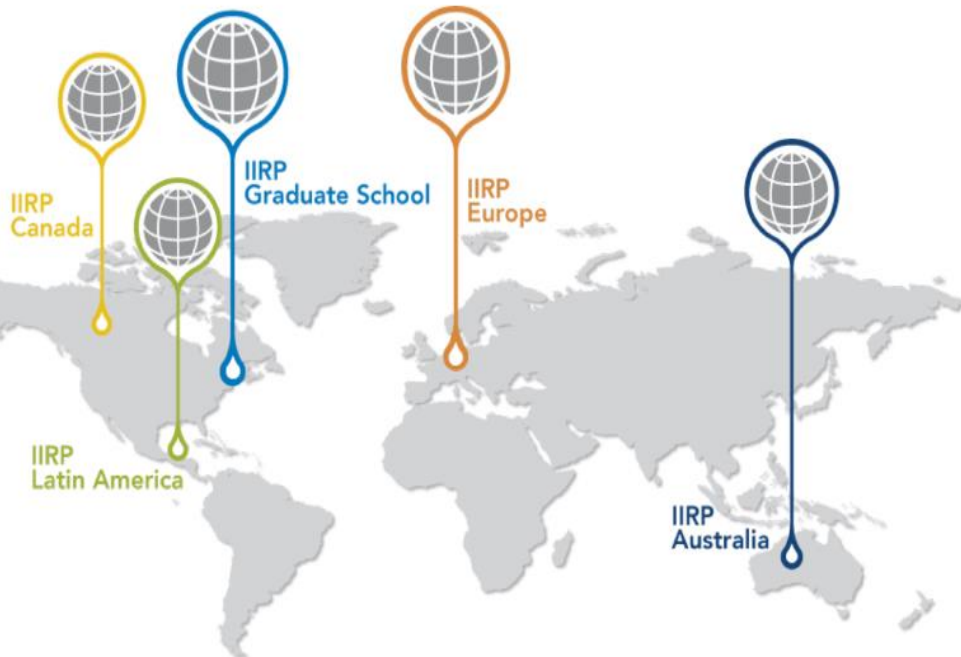 IIRP
Canada
IIRP
Graduate School
IIRP
Europe
IIRP
Latin America
IIRP
Australia